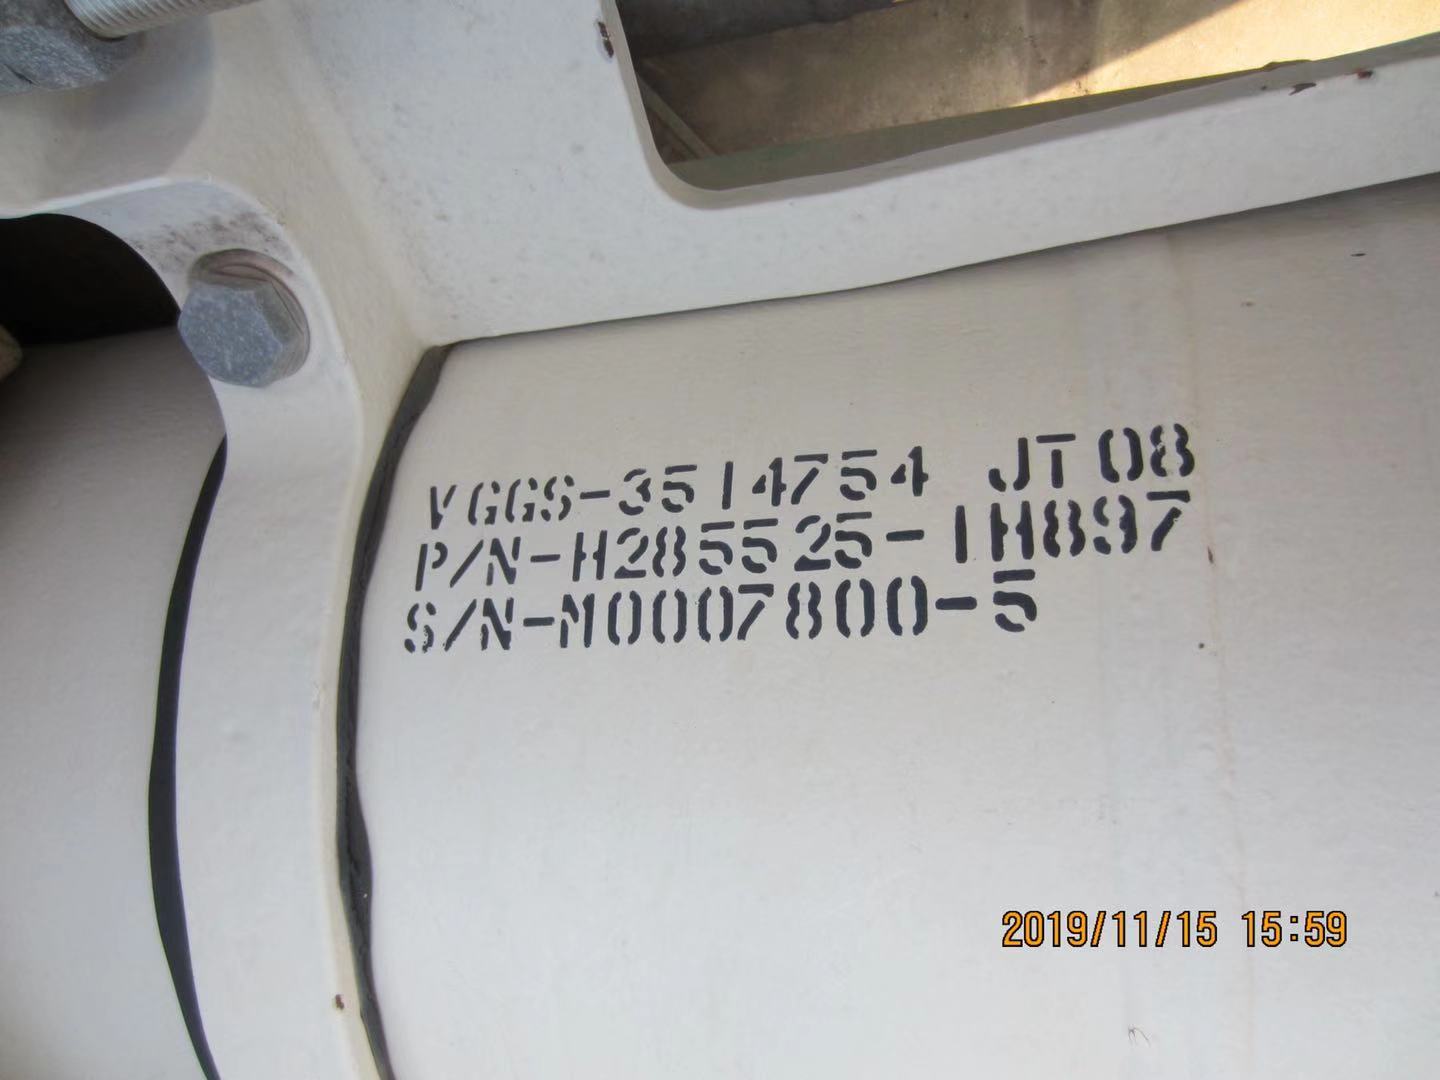 VGGS-3514754 JT08
P/N-H285525-1H897
S/N-M0007800-5
2019/11/15 15:59